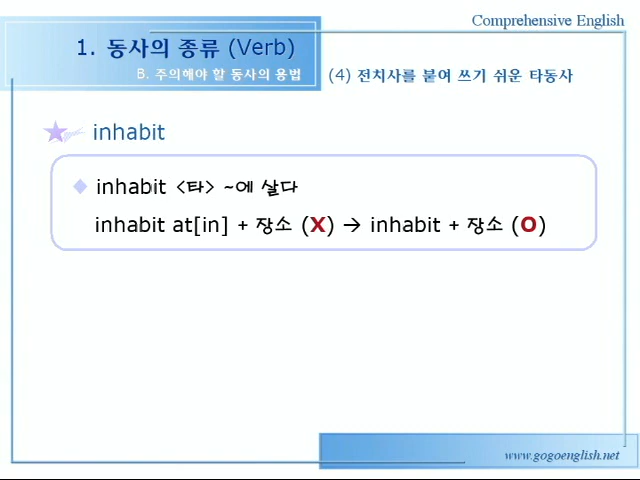 Comprehensive English
1. 동사의 종류 (Verb)
B. 주의해야 할 동사의 용법
(4) 전치사를 붙여 쓰기 쉬운 타동사
inhabit
inhabit <타> ~에 살다
inhabit at[in] + 장소 (X) → inhabit + 장소 (O)
www.gogoenglish.net